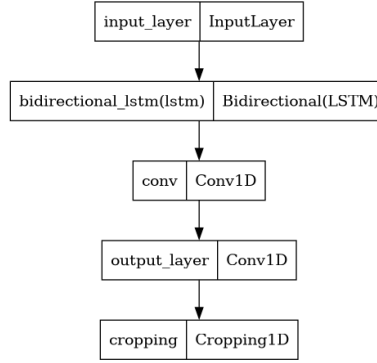 input_layer InputLayer
bidirectional_lstm(lstm) Bidirectional(LSTM)
conv Conv1D
output_layer Conv1D
cropping Cropping1D